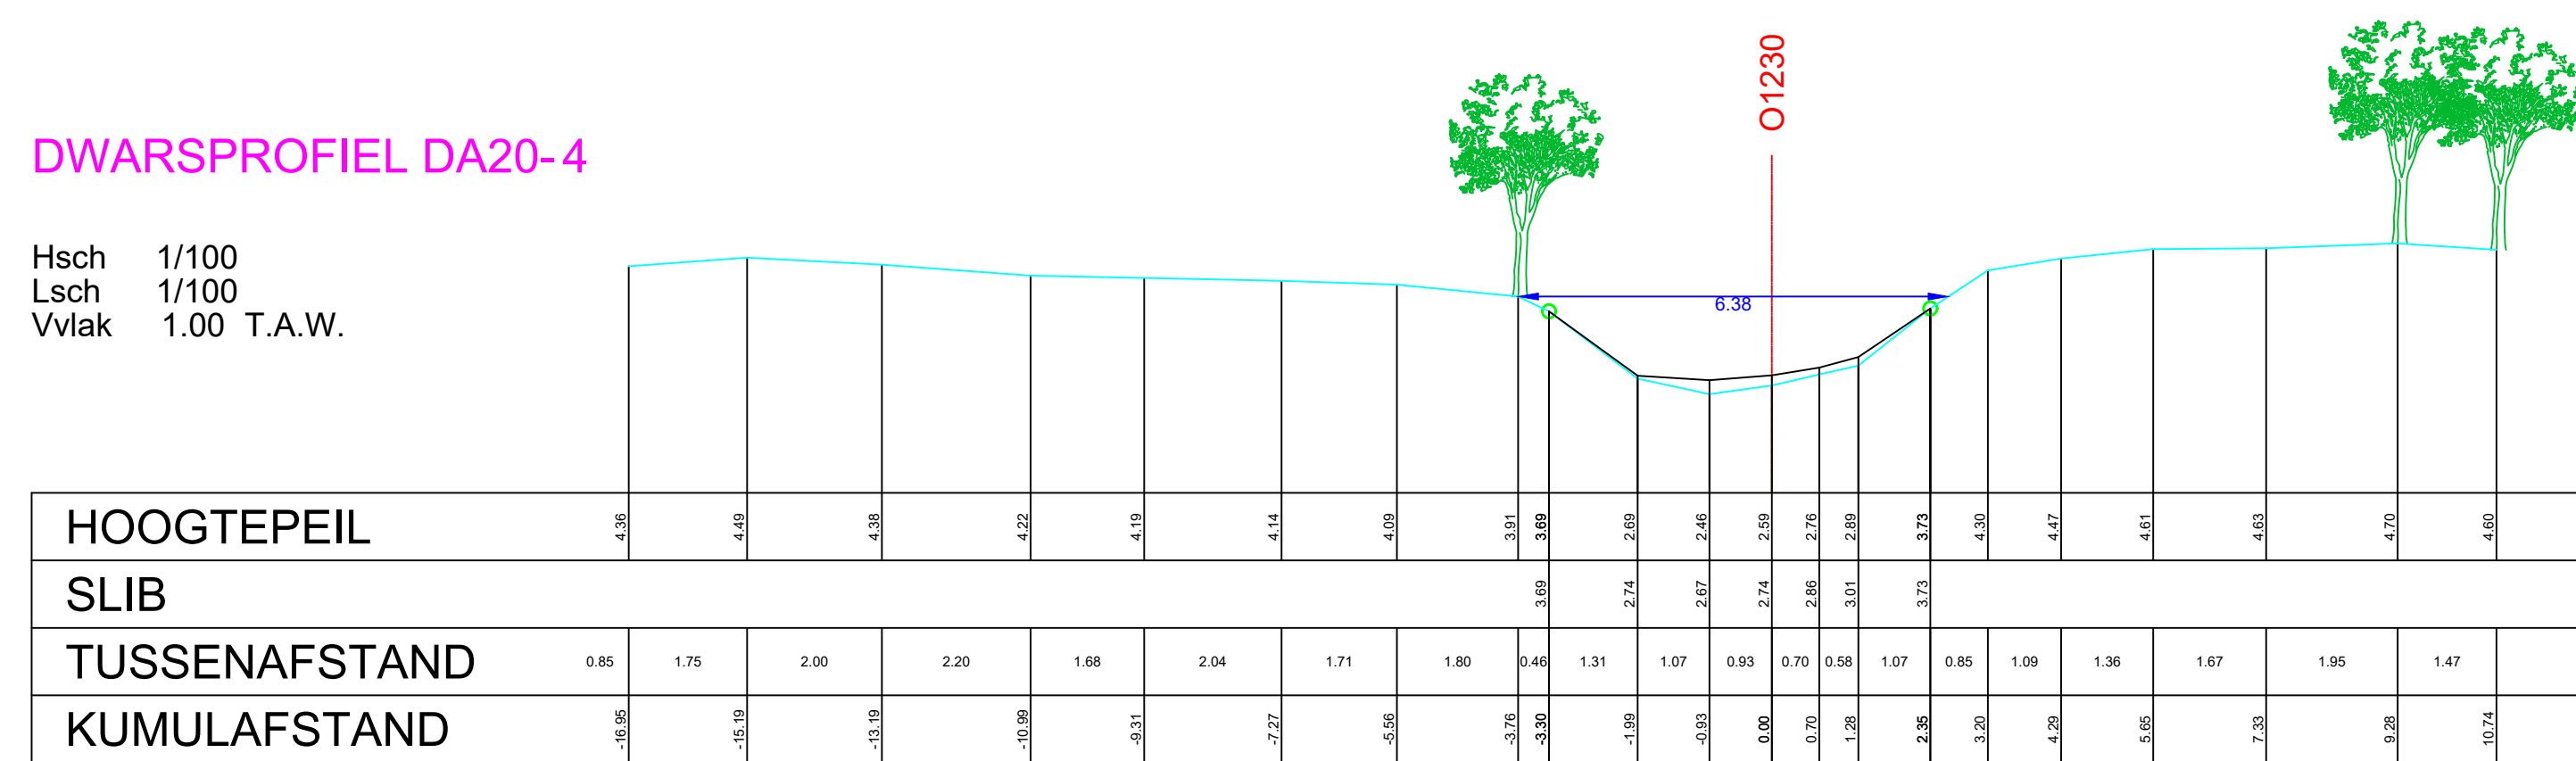 O1230
DWARSPROFIEL DA20-4
Hsch 1/100
Lsch 1/100
Vvlak 1.00 T.A.W.
6.38
HOOGTEPEIL 4.36 4.49 4.38 4.22 4.19 4.14 4.09 3.91 3.69 2.69 2.46 2.59 2.76 2.89 3.73 4.30 4.47 4.61 4.63 4.70 4.60
SLIB 3.69 2.74 2.67 2.74 2.86 3.01 3.73
TUSSENAFSTAND 0.85 1.75 2.00 2.20 1.68 2.04 1.71 1.80 0.46 1.31 1.07 0.93 0.70 0.58 1.07 0.85 1.09 1.36 1.67 1.95 1.47
KUMULAFSTAND -16.95 -15.19 -13.19 -10.99 -9.31 -7.27 -5.56 -3.76 -3.30 -1.99 -0.93 0.00 0.70 1.28 2.35 3.20 4.29 5.65 7.33 9.28 10.74